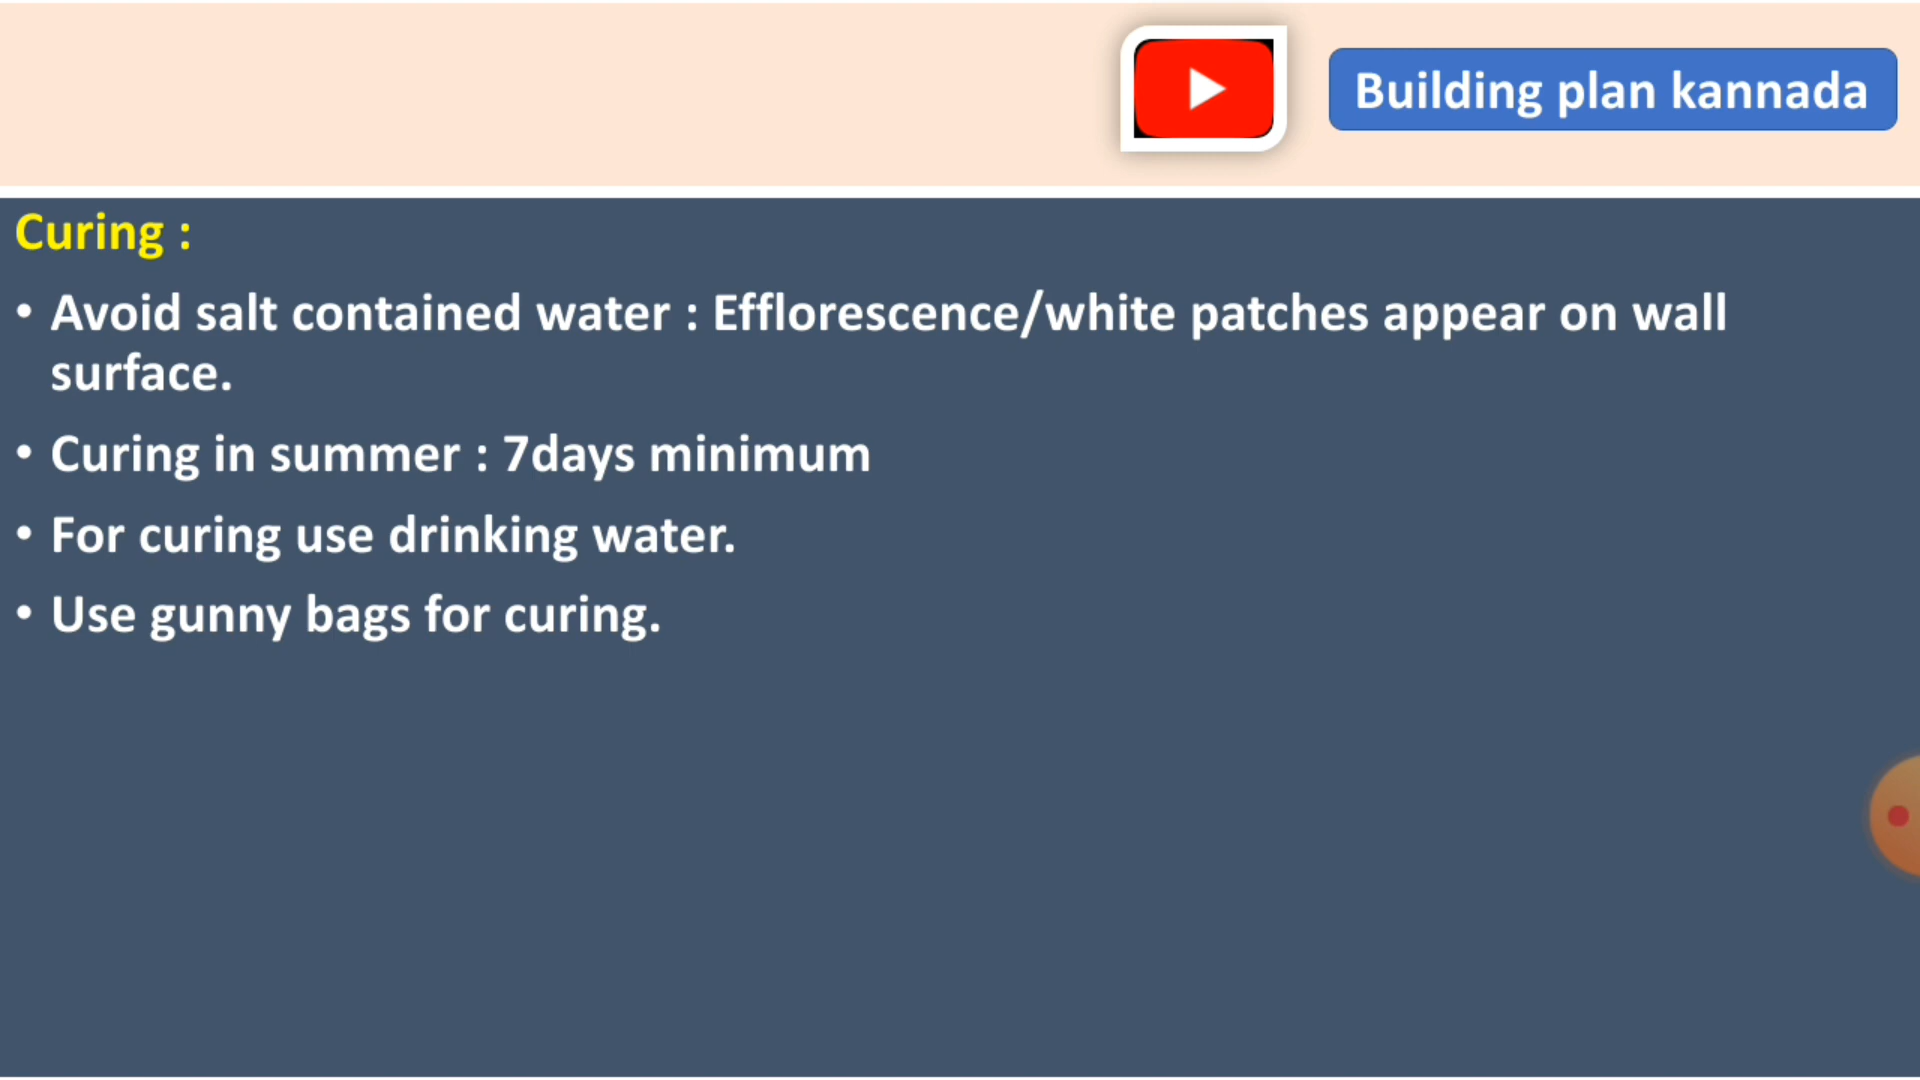 Building plan kannada
Curing :
• Avoid salt contained water : Efflorescence/white patches appear on wall
surface.
• Curing in summer : 7days minimum
• For curing use drinking water.
• Use gunny bags for curing.